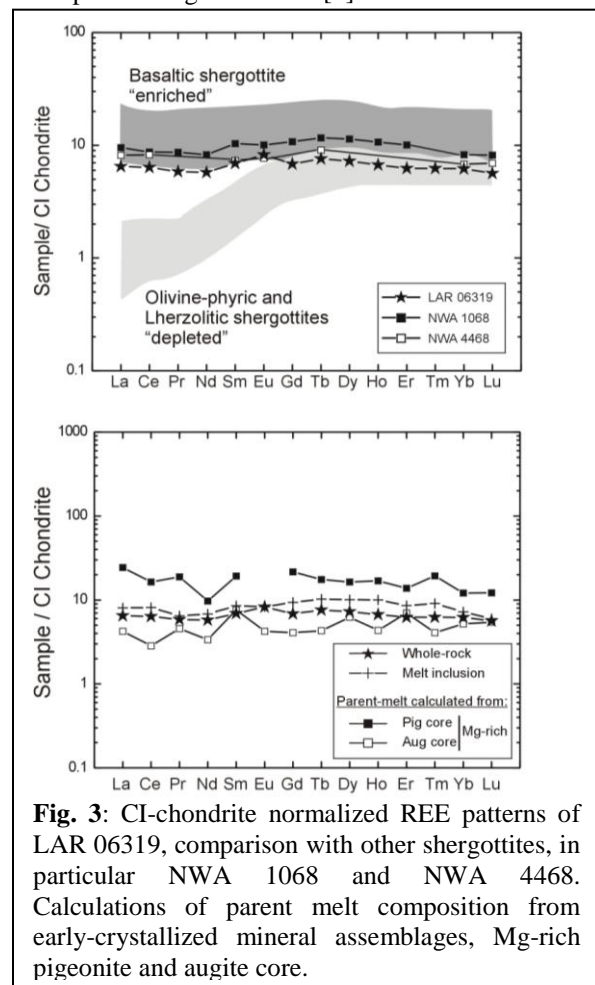 100
Basaltic shergottite
"enriched"
10
Sample/ CI Chondrite
1
Olivine-phyric and
Lherzolitic shergottites
"depleted"
LAR 06319
NWA 1068
NWA 4468
0.1
La Ce Pr Nd Sm Eu Gd Tb Dy Ho Er Tm Yb Lu
1000
100
Sample / CI Chondrite
10
1
Whole-rock
Melt inclusion
Parent-melt calculated from:
Pig core
Mg-rich
Aug core
0.1
La Ce Pr Nd Sm Eu Gd Tb Dy Ho Er Tm Yb Lu
Fig. 3: CI-chondrite normalized REE patterns of
LAR 06319, comparison with other shergottites, in
particular NWA 1068 and NWA 4468.
Calculations of parent melt composition from
early-crystallized mineral assemblages, Mg-rich
pigeonite and augite core.